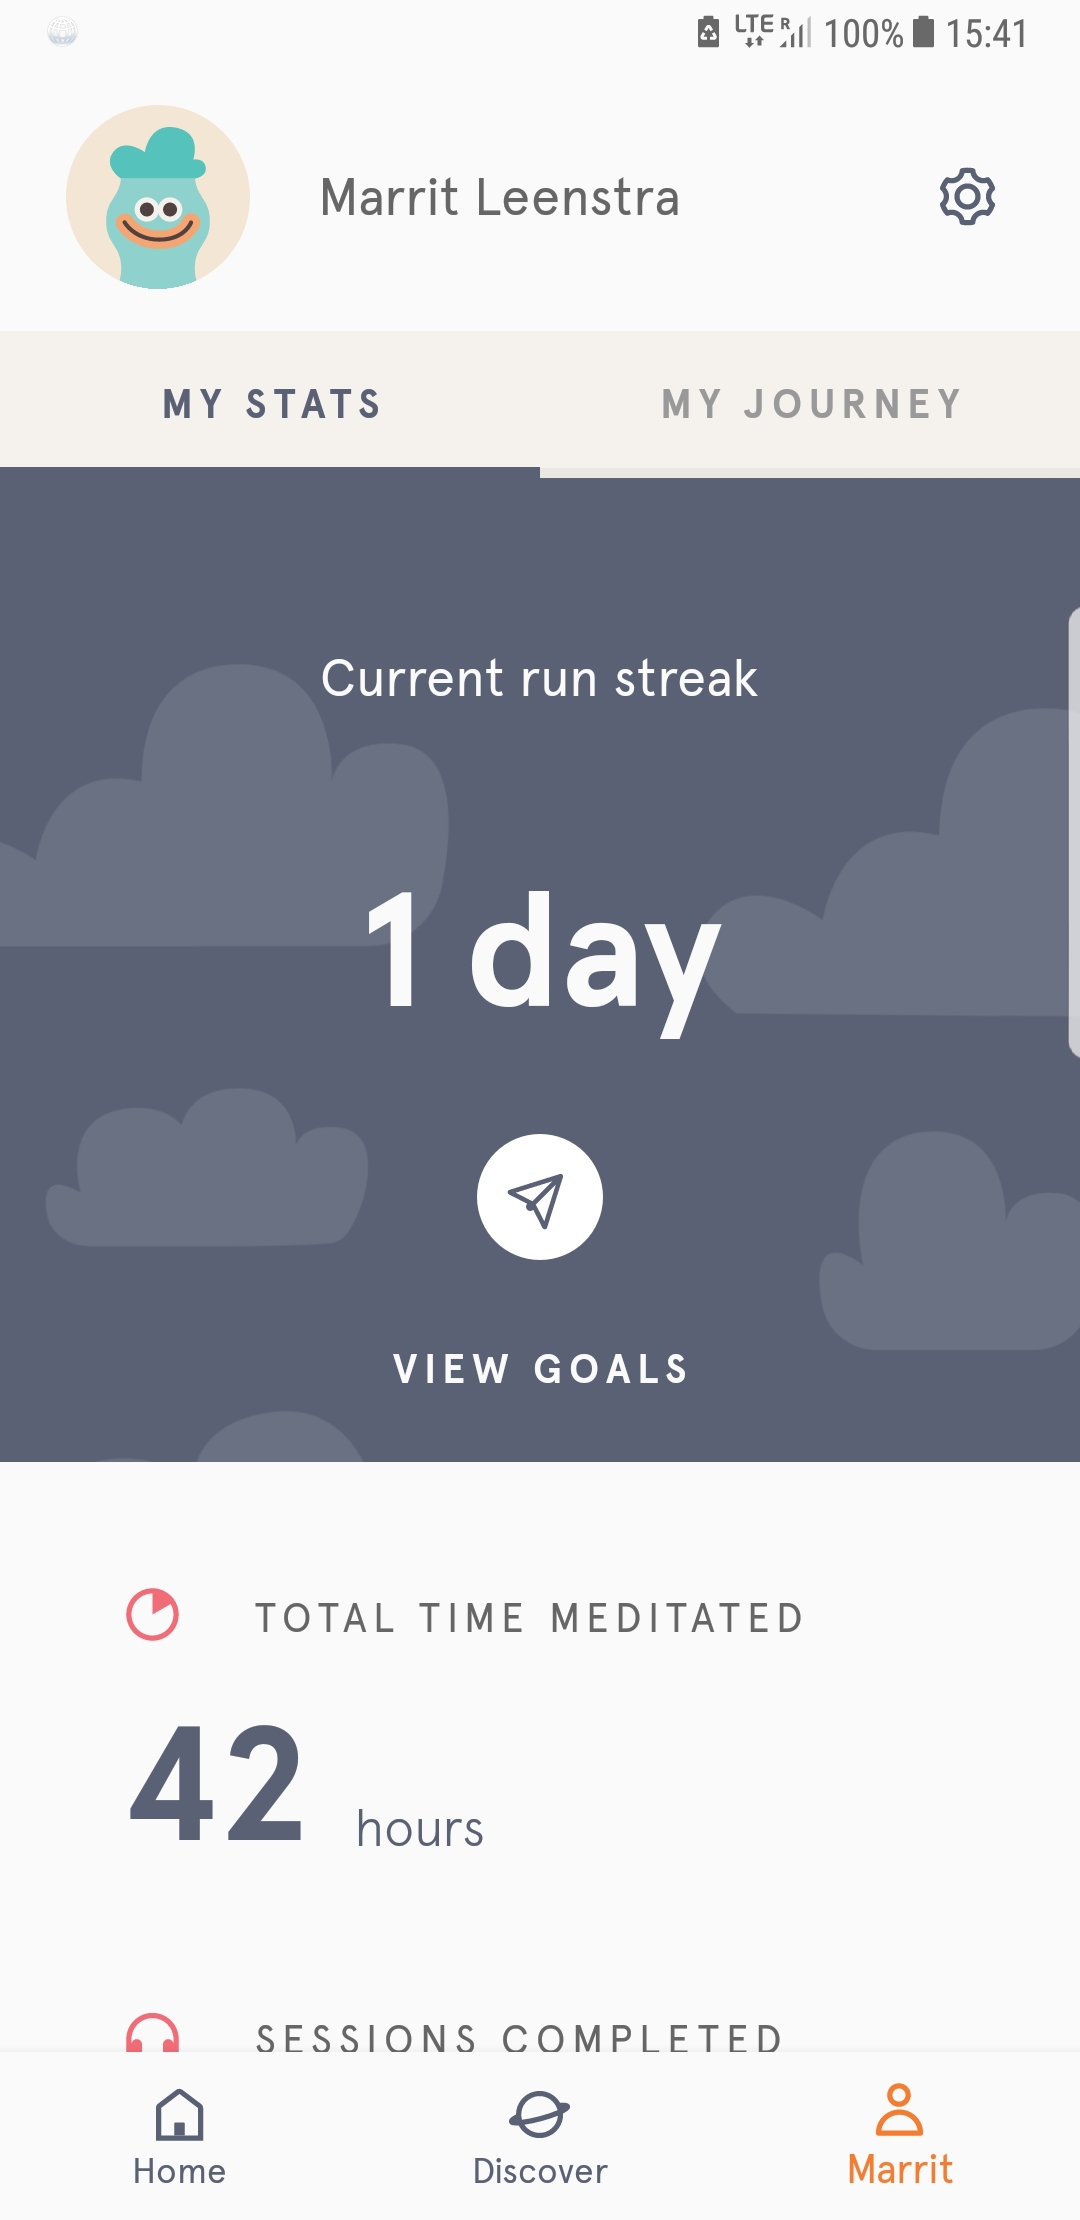 LTE R 100% 15:41
Marrit Leenstra
MY STATS MY JOURNEY
Current run streak
1 day
VIEW GOALS
TOTAL TIME MEDITATED
42 hours
SESSIONS COMPLETED
Home Discover Marrit